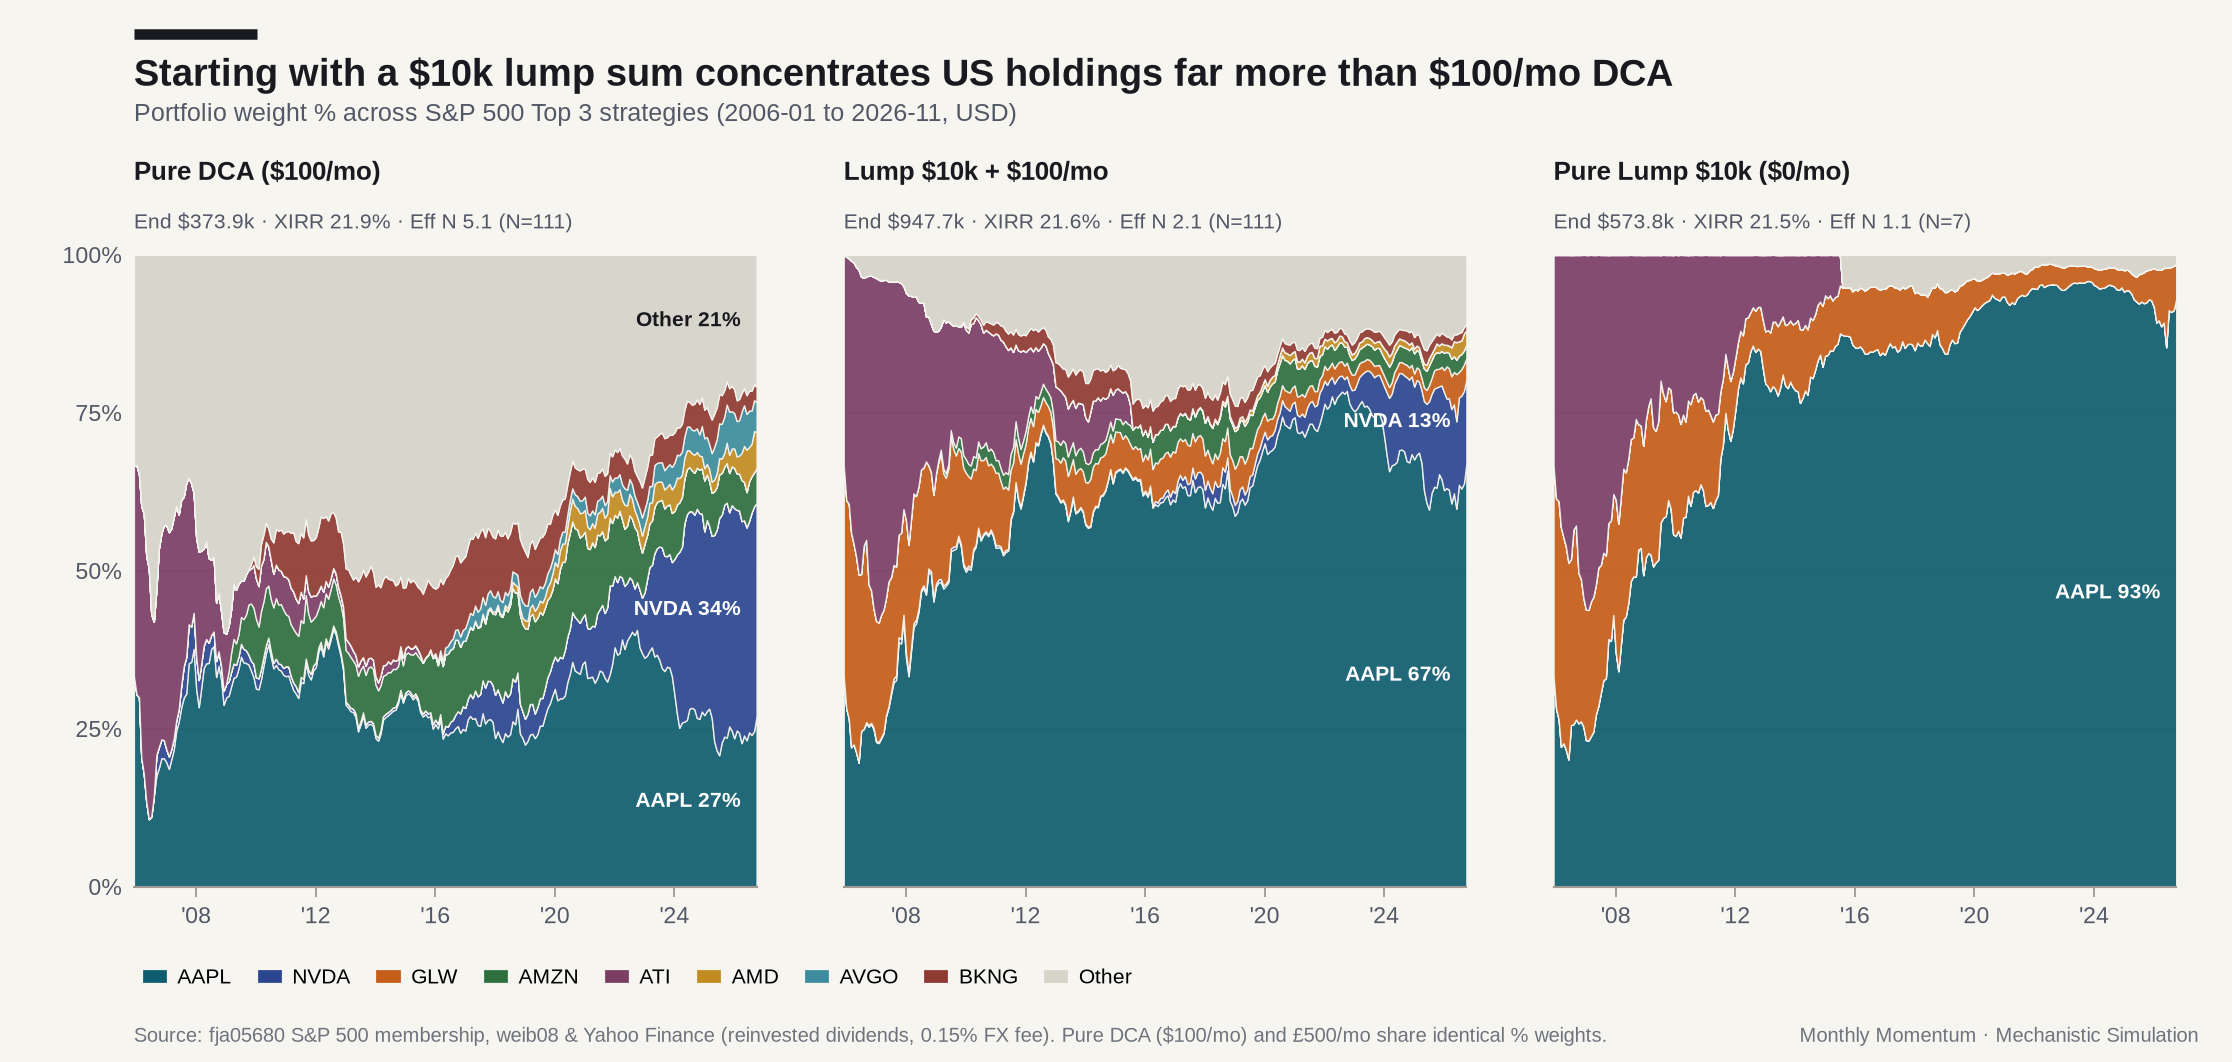 Starting with a $10k lump sum concentrates US holdings far more than $100/mo DCA
Portfolio weight % across S&P 500 Top 3 strategies (2006-01 to 2026-11, USD)
Pure DCA ($100/mo)
End $373.9k · XIRR 21.9% · Eff N 5.1 (N=111)
100%
75%
50%
25%
0%
Other 21%
NVDA 34%
AAPL 27%
'08 '12 '16 '20 '24
Lump $10k + $100/mo
End $947.7k · XIRR 21.6% · Eff N 2.1 (N=111)
NVDA 13%
AAPL 67%
'08 '12 '16 '20 '24
Pure Lump $10k ($0/mo)
End $573.8k · XIRR 21.5% · Eff N 1.1 (N=7)
AAPL 93%
'08 '12 '16 '20 '24
AAPL NVDA GLW AMZN ATI AMD AVGO BKNG Other
Source: fja05680 S&P 500 membership, weib08 & Yahoo Finance (reinvested dividends, 0.15% FX fee). Pure DCA ($100/mo) and £500/mo share identical % weights.
Monthly Momentum · Mechanistic Simulation